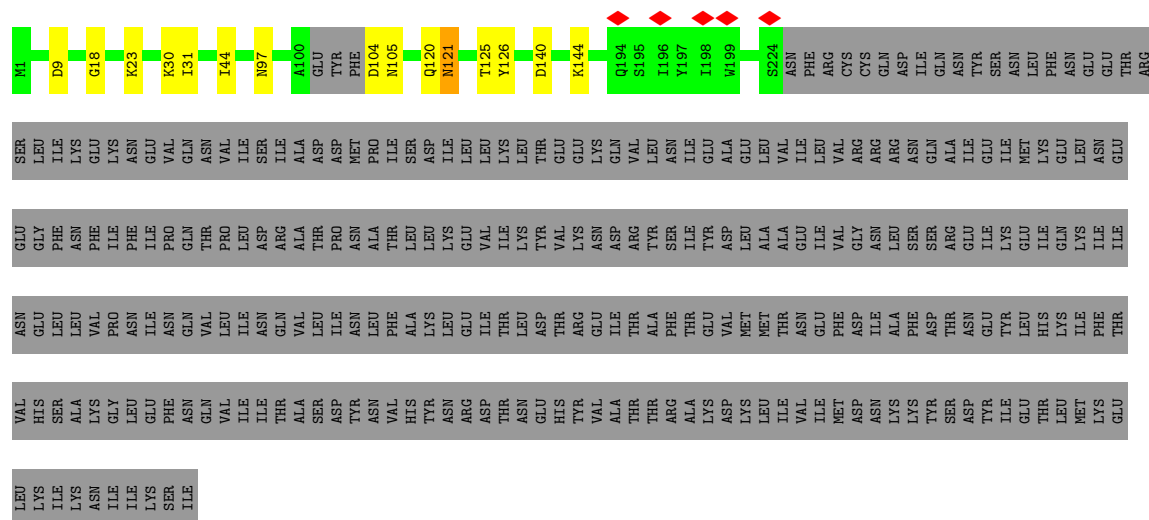 M1 D9 G18 K23 K30 I31 I44 N97 A100 GLU TYR PHE D104 N105 Q120 N121 T125 Y126 D140 K144 Q194 S195 I196 Y197 I198 W199 S224 ASN PHE ARG CYS CYS GLN ASP ILE GLN ASN TYR SER ASN LEU PHE ASN GLU GLU THR ARG
SER LEU ILE LYS GLU LYS ASN GLU VAL GLN ASN VAL ILE SER ILE ALA ASP ASP MET PRO ILE SER ASP ILE LEU LEU LYS LEU THR GLU GLU LYS GLN VAL LEU ASN ILE GLU ALA GLU LEU VAL ILE LEU VAL ARG ARG ARG ASN GLN ALA ILE GLU ILE MET LYS GLU LEU ASN GLU
GLU GLY PHE ASN PHE ILE PHE ILE PRO GLN THR PRO LEU ASP ARG ALA THR PRO ASN ALA THR LEU LEU LYS GLU VAL ILE LYS TYR VAL LYS ASN ASP ARG TYR SER ILE TYR ASP LEU ALA ALA GLU ILE VAL GLY ASN LEU SER SER ARG GLU ILE LYS GLU ILE GLN LYS ILE ILE
ASN GLU LEU LEU VAL PRO ASN ILE ASN GLN VAL LEU ILE ASN GLN VAL LEU ILE ASN LEU PHE ALA LYS LEU GLU ILE THR LEU ASP THR ARG GLU ILE THR ALA PHE THR GLU VAL MET MET THR ASN GLU PHE ASP ILE ALA PHE ASP THR ASN GLU TYR LEU HIS LYS ILE PHE THR
VAL HIS SER ALA LYS GLY LEU GLU PHE ASN GLN VAL ILE ILE THR ALA SER ASP TYR ASN VAL HIS TYR ASN ARG ASP THR ASN GLU HIS TYR VAL ALA THR THR ARG ALA LYS ASP LYS LEU ILE VAL ILE MET ASP ASN LYS LYS TYR SER ASP TYR ILE GLU THR LEU MET LYS GLU
LEU LYS ILE LYS ASN ILE ILE LYS SER ILE